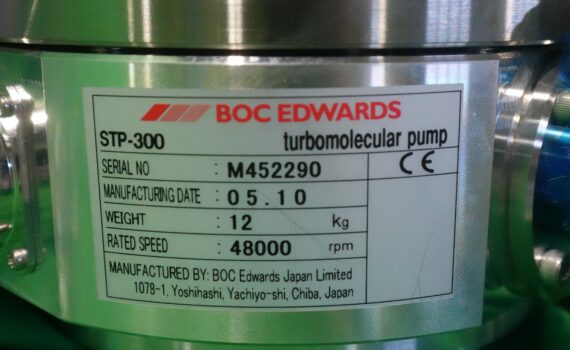 BOC EDWARDS
STP-300 turbomolecular pump
SERIAL NO : M452290 CE
MANUFACTURING DATE : 05.10
WEIGHT : 12 kg
RATED SPEED : 48000 rpm
MANUFACTURED BY: BOC Edwards Japan Limited
1078-1, Yoshihashi, Yachiyo-shi, Chiba, Japan